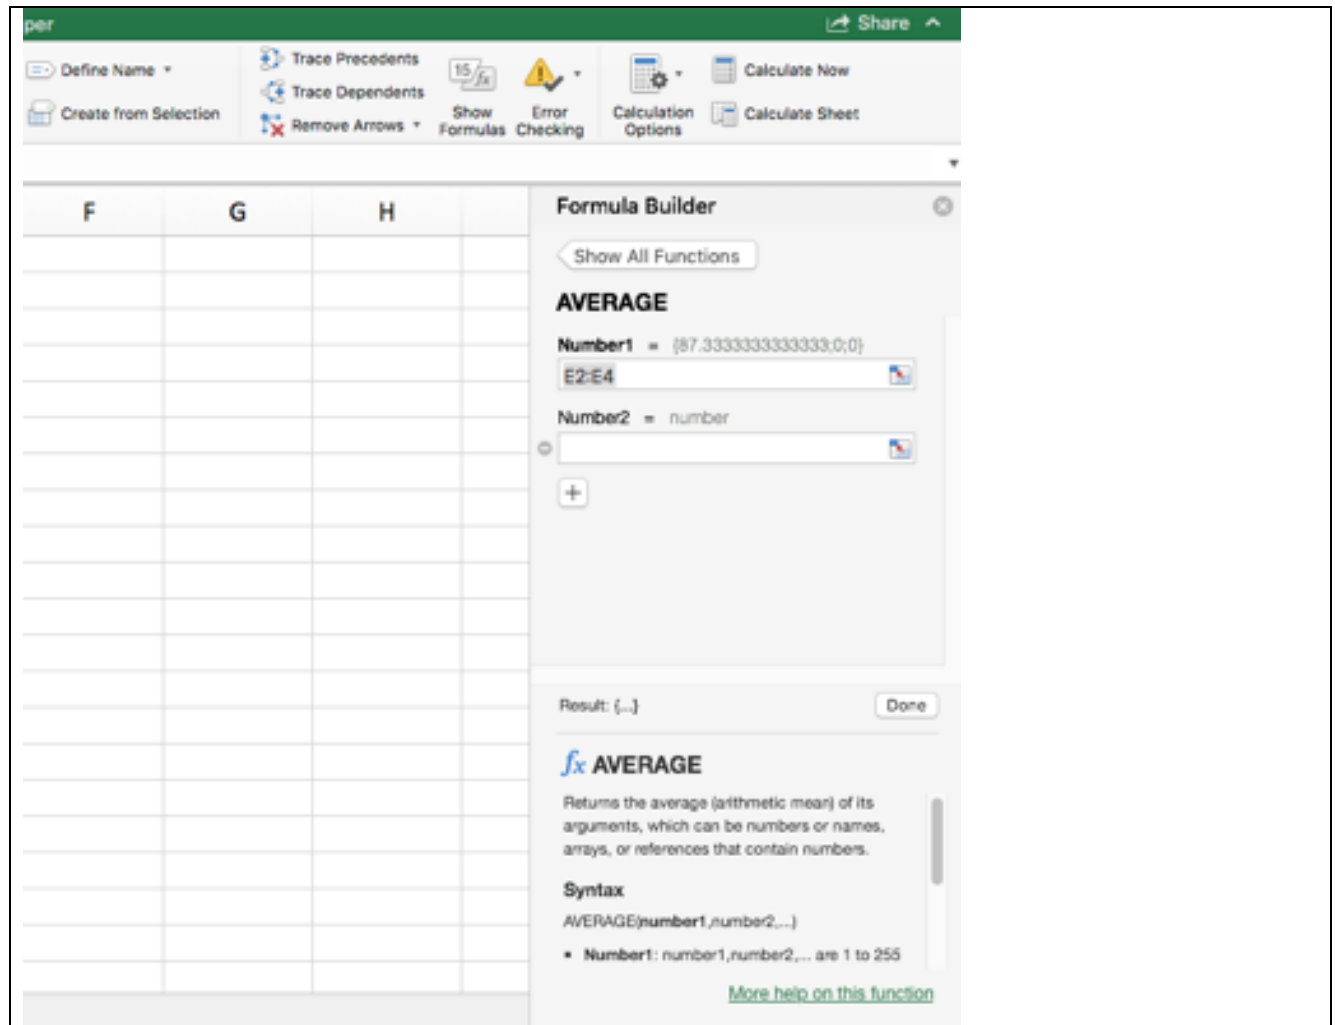 per
Share
Define Name
Create from Selection
Trace Precedents
Trace Dependents
Remove Arrows
15
fx
Show
Formulas
Error
Checking
Calculation
Options
Calculate Now
Calculate Sheet
F G H
Formula Builder
Show All Functions
AVERAGE
Number1 = {87.3333333333333;0;0}
E2:E4
Number2 = number
Result: {...}
Done
fx AVERAGE
Returns the average (arithmetic mean) of its
arguments, which can be numbers or names,
arrays, or references that contain numbers.
Syntax
AVERAGE(number1,number2,...)
• Number1: number1,number2,... are 1 to 255
More help on this function